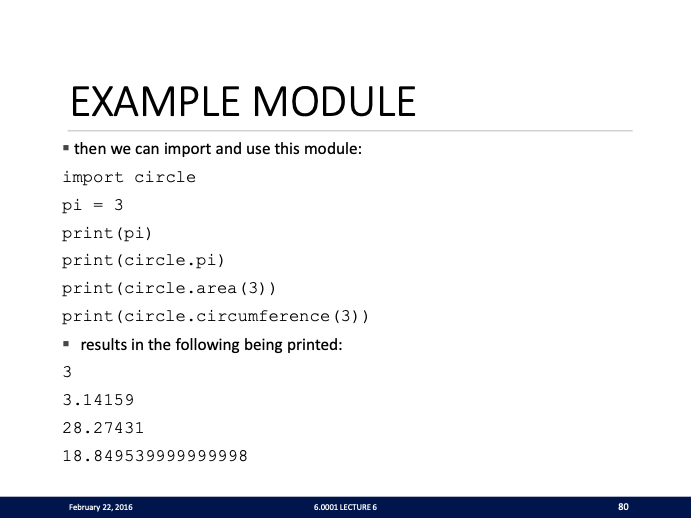 EXAMPLE MODULE
▪ then we can import and use this module:
import circle
pi = 3
print(pi)
print(circle.pi)
print(circle.area(3))
print(circle.circumference(3))
▪ results in the following being printed:
3
3.14159
28.27431
18.849539999999998
February 22, 2016
6.0001 LECTURE 6
80